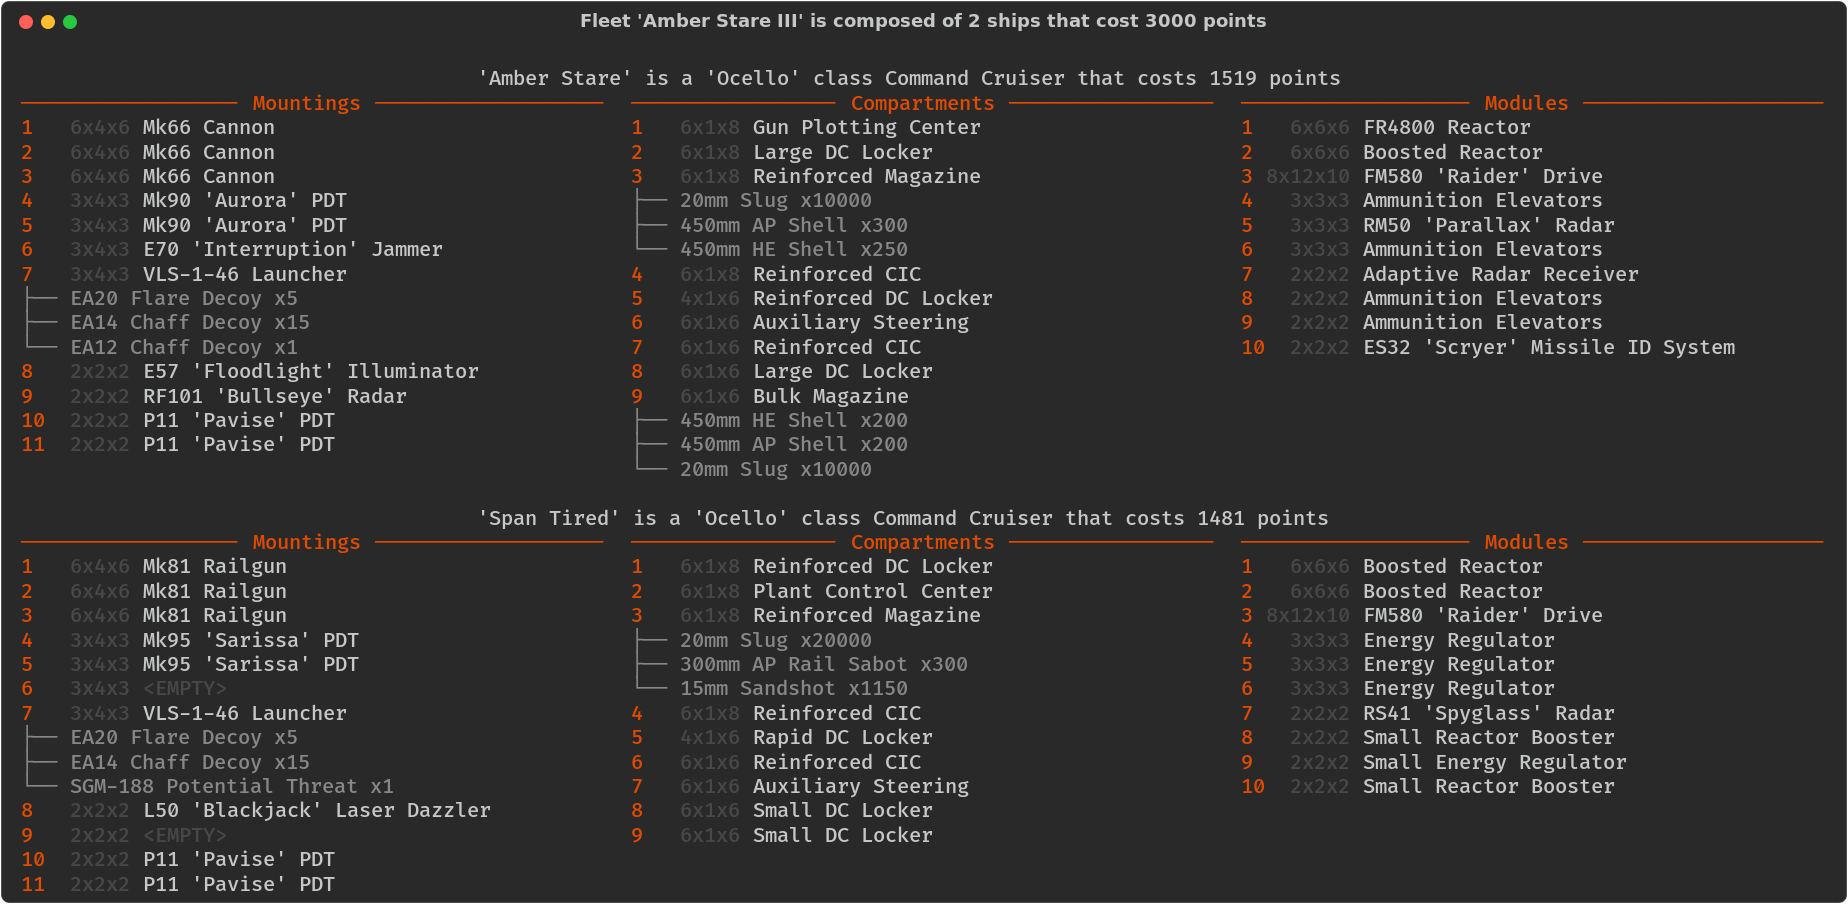 Fleet 'Amber Stare III' is composed of 2 ships that cost 3000 points
'Amber Stare' is a 'Ocello' class Command Cruiser that costs 1519 points
Mountings
1 6x4x6 Mk66 Cannon
2 6x4x6 Mk66 Cannon
3 6x4x6 Mk66 Cannon
4 3x4x3 Mk90 'Aurora' PDT
5 3x4x3 Mk90 'Aurora' PDT
6 3x4x3 E70 'Interruption' Jammer
7 3x4x3 VLS-1-46 Launcher
├── EA20 Flare Decoy x5
├── EA14 Chaff Decoy x15
└── EA12 Chaff Decoy x1
8 2x2x2 E57 'Floodlight' Illuminator
9 2x2x2 RF101 'Bullseye' Radar
10 2x2x2 P11 'Pavise' PDT
11 2x2x2 P11 'Pavise' PDT
Compartments
1 6x1x8 Gun Plotting Center
2 6x1x8 Large DC Locker
3 6x1x8 Reinforced Magazine
├── 20mm Slug x10000
├── 450mm AP Shell x300
└── 450mm HE Shell x250
4 6x1x8 Reinforced CIC
5 4x1x6 Reinforced DC Locker
6 6x1x6 Auxiliary Steering
7 6x1x6 Reinforced CIC
8 6x1x6 Large DC Locker
9 6x1x6 Bulk Magazine
├── 450mm HE Shell x200
├── 450mm AP Shell x200
└── 20mm Slug x10000
Modules
1 6x6x6 FR4800 Reactor
2 6x6x6 Boosted Reactor
3 8x12x10 FM580 'Raider' Drive
4 3x3x3 Ammunition Elevators
5 3x3x3 RM50 'Parallax' Radar
6 3x3x3 Ammunition Elevators
7 2x2x2 Adaptive Radar Receiver
8 2x2x2 Ammunition Elevators
9 2x2x2 Ammunition Elevators
10 2x2x2 ES32 'Scryer' Missile ID System
'Span Tired' is a 'Ocello' class Command Cruiser that costs 1481 points
Mountings
1 6x4x6 Mk81 Railgun
2 6x4x6 Mk81 Railgun
3 6x4x6 Mk81 Railgun
4 3x4x3 Mk95 'Sarissa' PDT
5 3x4x3 Mk95 'Sarissa' PDT
6 3x4x3 <EMPTY>
7 3x4x3 VLS-1-46 Launcher
├── EA20 Flare Decoy x5
├── EA14 Chaff Decoy x15
└── SGM-188 Potential Threat x1
8 2x2x2 L50 'Blackjack' Laser Dazzler
9 2x2x2 <EMPTY>
10 2x2x2 P11 'Pavise' PDT
11 2x2x2 P11 'Pavise' PDT
Compartments
1 6x1x8 Reinforced DC Locker
2 6x1x8 Plant Control Center
3 6x1x8 Reinforced Magazine
├── 20mm Slug x20000
├── 300mm AP Rail Sabot x300
└── 15mm Sandshot x1150
4 6x1x8 Reinforced CIC
5 4x1x6 Rapid DC Locker
6 6x1x6 Reinforced CIC
7 6x1x6 Auxiliary Steering
8 6x1x6 Small DC Locker
9 6x1x6 Small DC Locker
Modules
1 6x6x6 Boosted Reactor
2 6x6x6 Boosted Reactor
3 8x12x10 FM580 'Raider' Drive
4 3x3x3 Energy Regulator
5 3x3x3 Energy Regulator
6 3x3x3 Energy Regulator
7 2x2x2 RS41 'Spyglass' Radar
8 2x2x2 Small Reactor Booster
9 2x2x2 Small Energy Regulator
10 2x2x2 Small Reactor Booster